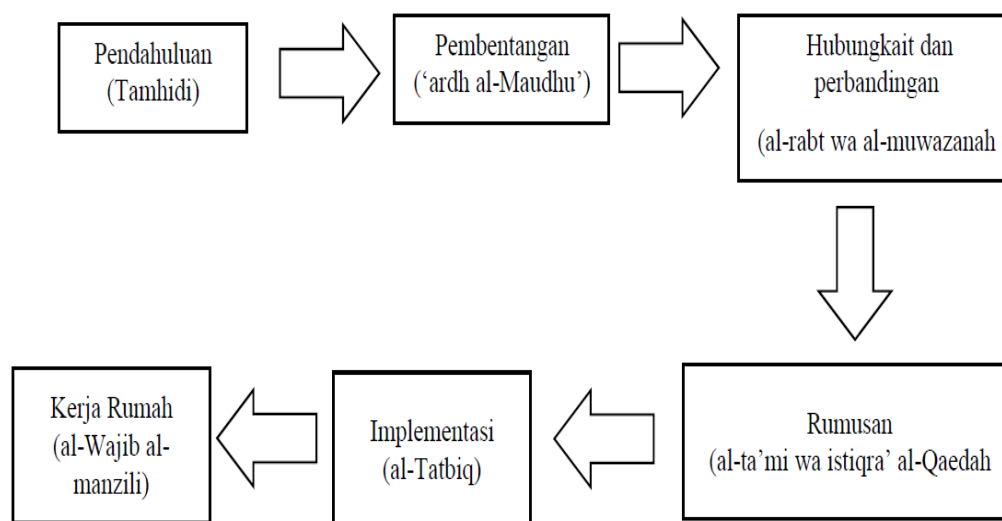 Pendahuluan
(Tamhidi)
Pembentangan
(‘ardh al-Maudhu’)
Hubungkait dan
perbandingan
(al-rabt wa al-muwazanah
Rumusan
(al-ta’mi wa istiqra’ al-Qaedah
Implementasi
(al-Tatbiq)
Kerja Rumah
(al-Wajib al-
manzili)